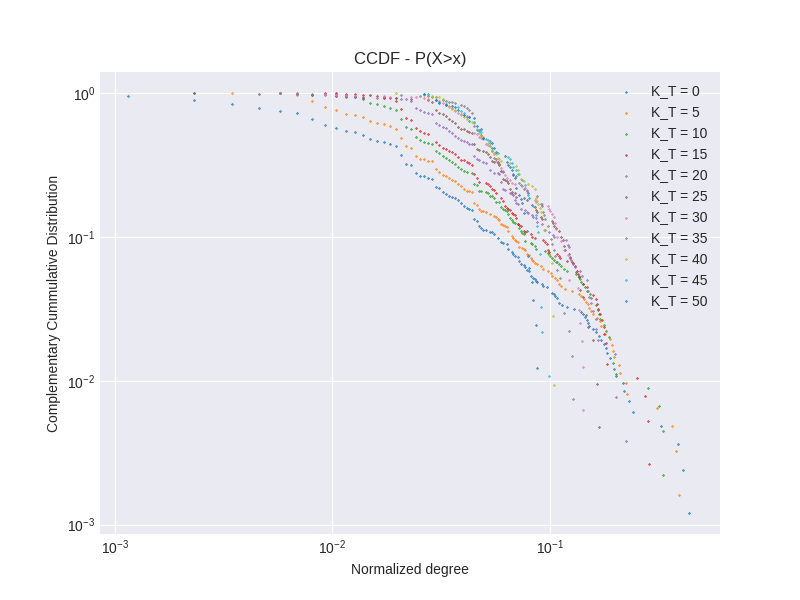 CCDF - P(X>x)
Complementary Cummulative Distribution
10⁰
10⁻¹
10⁻²
10⁻³
10⁻³
10⁻²
10⁻¹
Normalized degree
K_T = 0
K_T = 5
K_T = 10
K_T = 15
K_T = 20
K_T = 25
K_T = 30
K_T = 35
K_T = 40
K_T = 45
K_T = 50